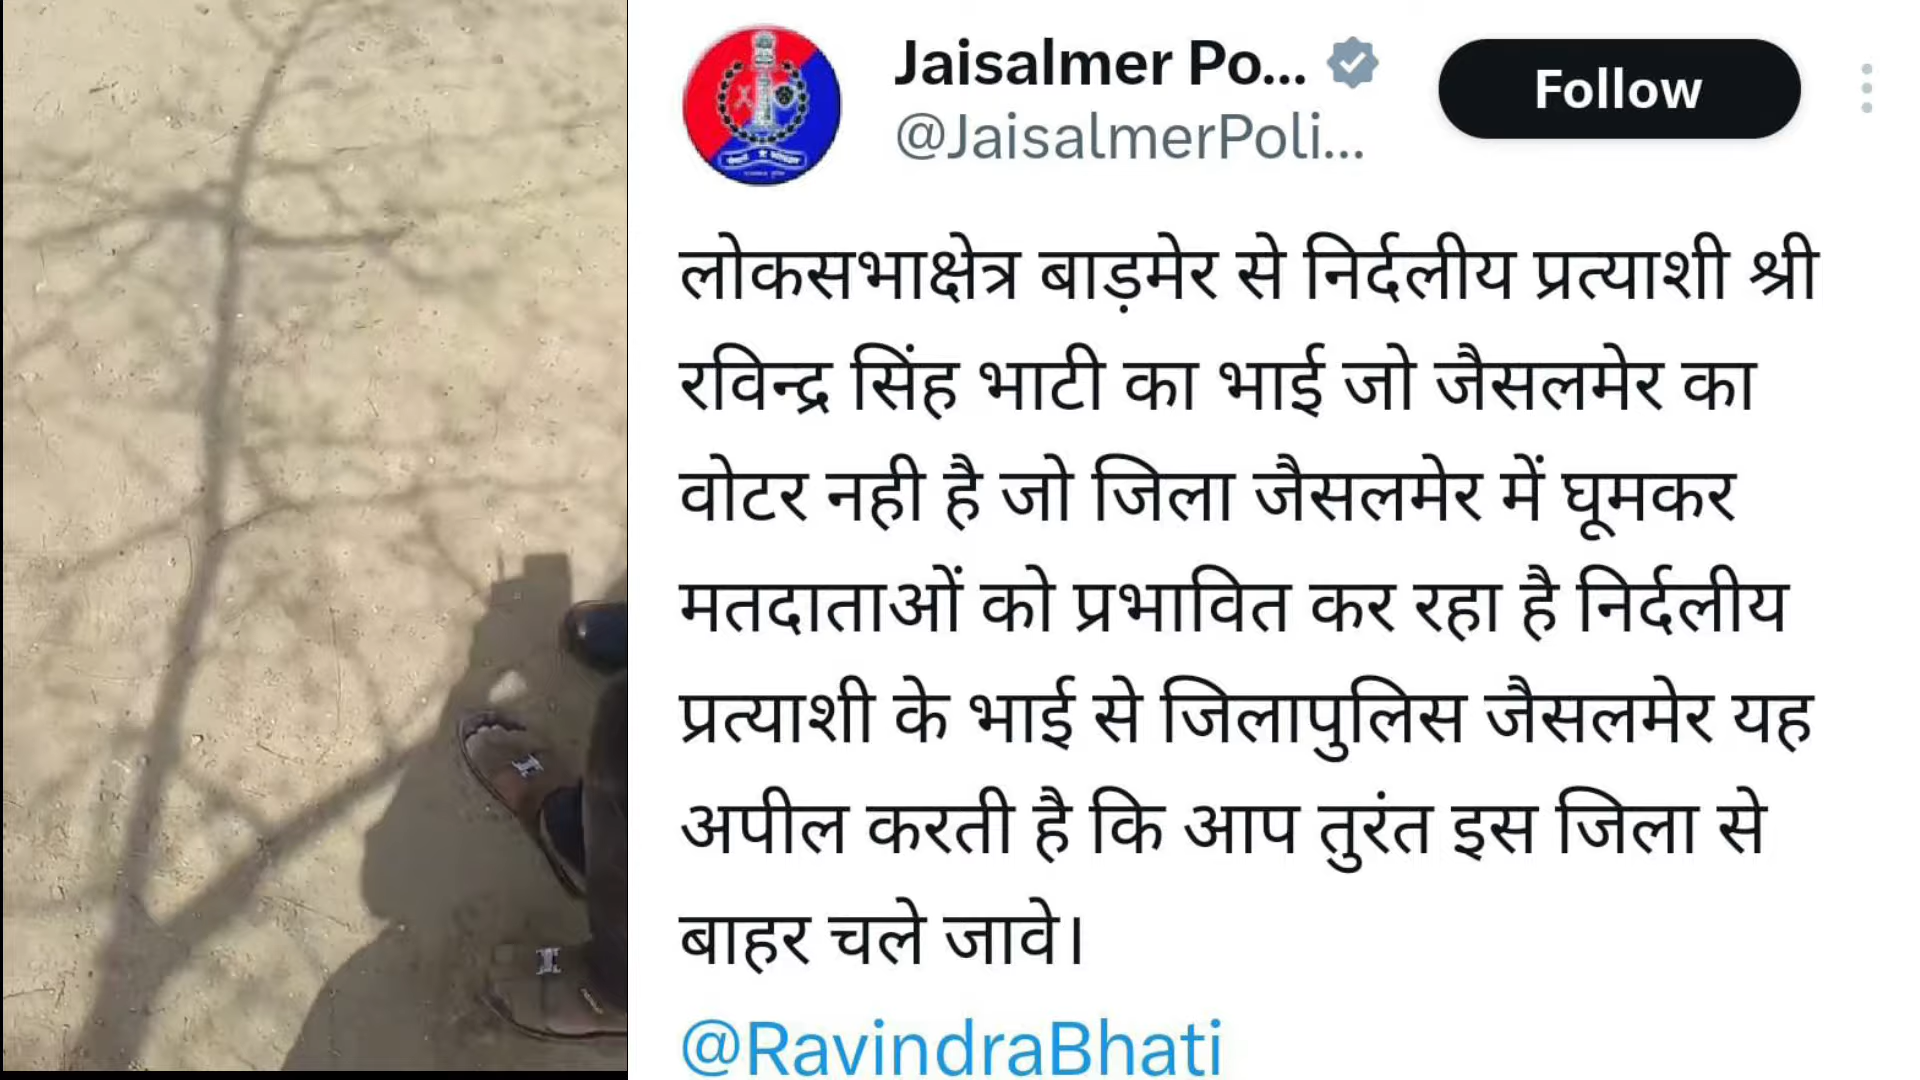 Jaisalmer Po...
@JaisalmerPoli...
Follow
लोकसभाक्षेत्र बाड़मेर से निर्दलीय प्रत्याशी श्री
रविन्द्र सिंह भाटी का भाई जो जैसलमेर का
वोटर नही है जो जिला जैसलमेर में घूमकर
मतदाताओं को प्रभावित कर रहा है निर्दलीय
प्रत्याशी के भाई से जिलापुलिस जैसलमेर यह
अपील करती है कि आप तुरंत इस जिला से
बाहर चले जावे।
@RavindraBhati